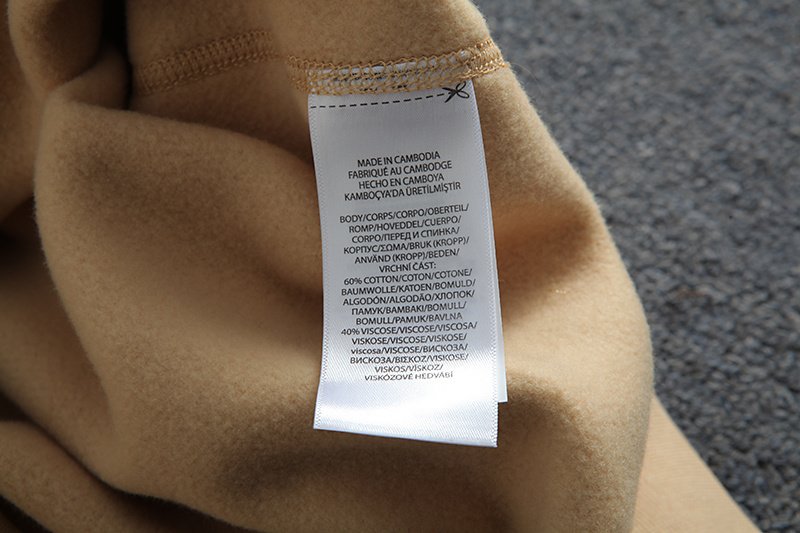 MADE IN CAMBODIA
FABRIQUÉ AU CAMBODGE
HECHO EN CAMBOYA
KAMBOÇYA'DA ÜRETİLMİŞTİR
BODY/CORPS/CORPO/OBERTEIL/
ROMP/HOVEDDEL/CUERPO/
CORPO/ПЕРЕД И СПИНКА/
КОРПУС/ΣΩΜΑ/BRUK (KROPP)/
ANVÄND (KROPP)/BEDEN/
VRCHNÍ ČÁST:
60% COTTON/COTON/COTONE/
BAUMWOLLE/KATOEN/BOMULD/
ALGODÓN/ALGODÃO/ХЛОПОК/
ПАМУК/ΒΑΜΒΑΚΙ/BOMULL/
BOMULL/PAMUK/BAVLNA
40% VISCOSE/VISCOSE/VISCOSA/
VISKOSE/VISCOSE/VISKOSE/
viscosa/VISCOSE/ВИСКОЗА/
ВИСКОЗА/ΒΙΣΚΟΖ/VISKOSE/
VISKOS/VİSKOZ/
VISKÓZOVÉ HEDVÁBÍ